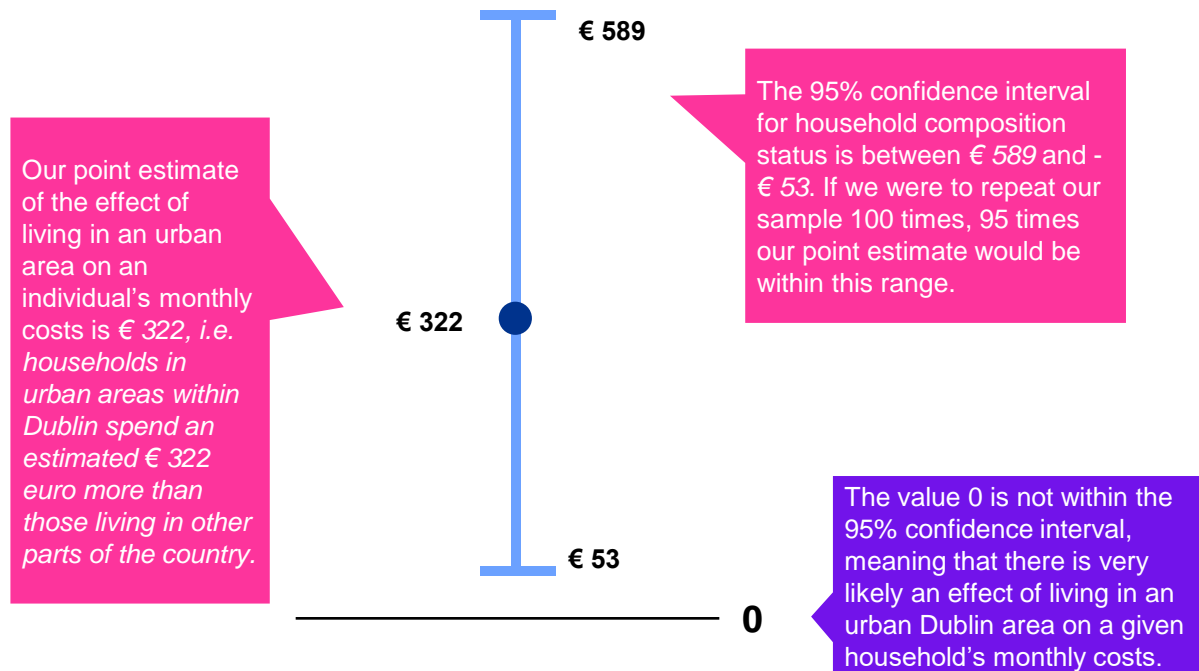 € 589
The 95% confidence interval
for household composition
status is between € 589 and -
€ 53. If we were to repeat our
sample 100 times, 95 times
our point estimate would be
within this range.
Our point estimate
of the effect of
living in an urban
area on an
individual’s monthly
costs is € 322, i.e.
households in
urban areas within
Dublin spend an
estimated € 322
euro more than
those living in other
parts of the country.
€ 322
€ 53
0
The value 0 is not within the
95% confidence interval,
meaning that there is very
likely an effect of living in an
urban Dublin area on a given
household’s monthly costs.